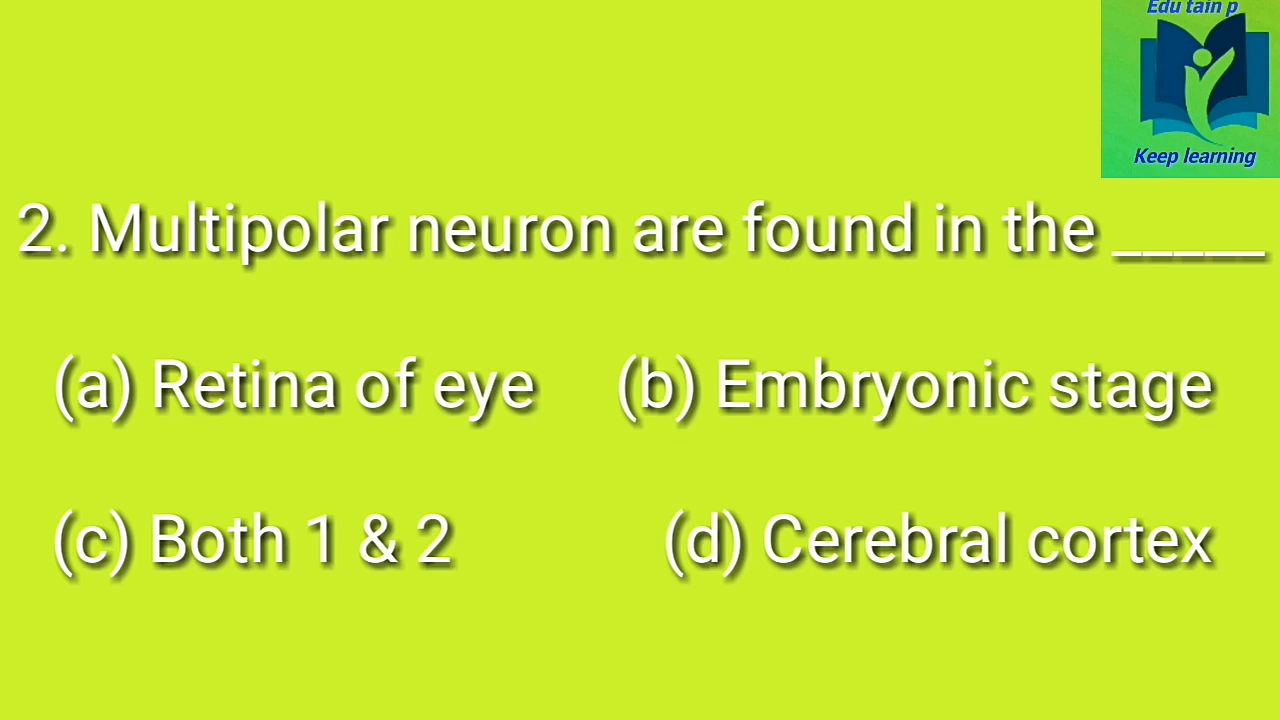 Edu tain p
Keep learning
2. Multipolar neuron are found in the _____
(a) Retina of eye (b) Embryonic stage
(c) Both 1 & 2 (d) Cerebral cortex